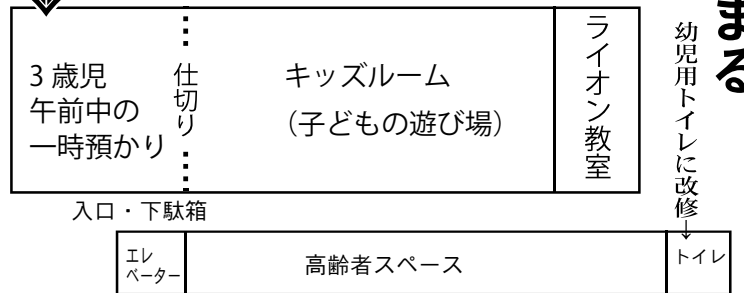 まる
幼児用トイレに改修→
3歳児
午前中の
一時預かり
仕切り
キッズルーム
（子どもの遊び場）
ライオン教室
入口・下駄箱
エレ
ベーター
高齢者スペース
トイレ